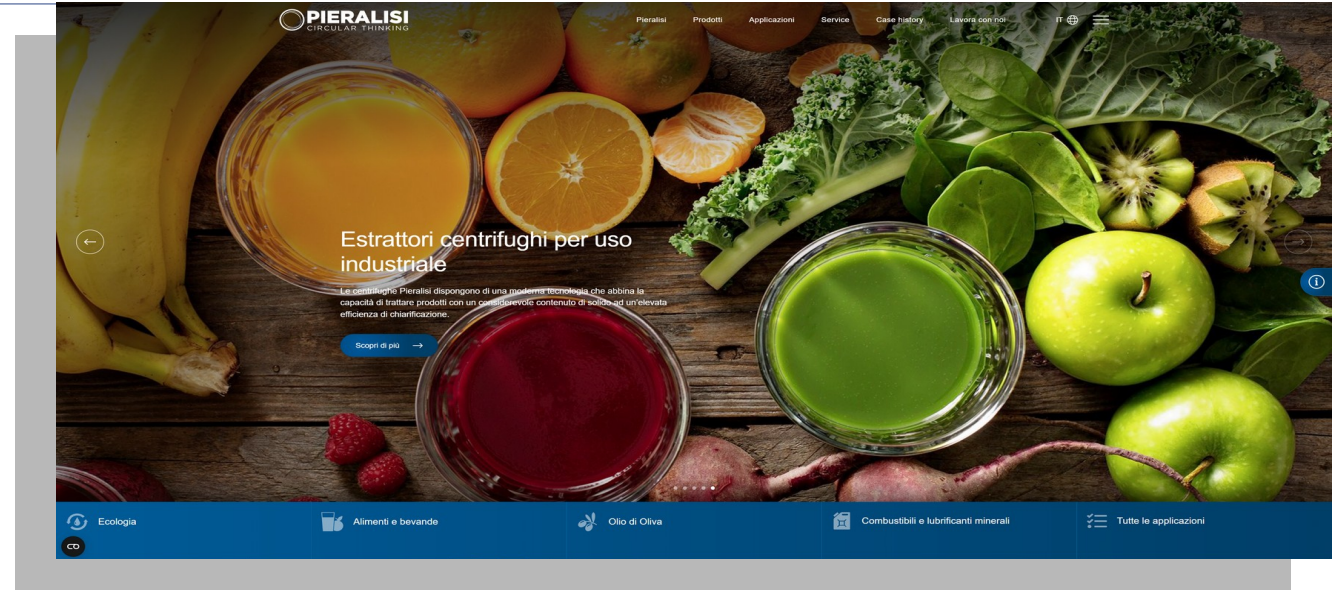 PIERALISI
CIRCULAR THINKING
Pieralisi
Prodotti
Applicazioni
Service
Case history
Lavora con noi
IT
Estrattori centrifughi per uso
industriale
Le centrifughe Pieralisi dispongono di una moderna tecnologia che abbina la
capacità di trattare prodotti con un considerevole contenuto di solido ad un'elevata
efficienza di chiarificazione.
Scopri di più
Ecologia
Alimenti e bevande
Olio di Oliva
Combustibili e lubrificanti minerali
Tutte le applicazioni